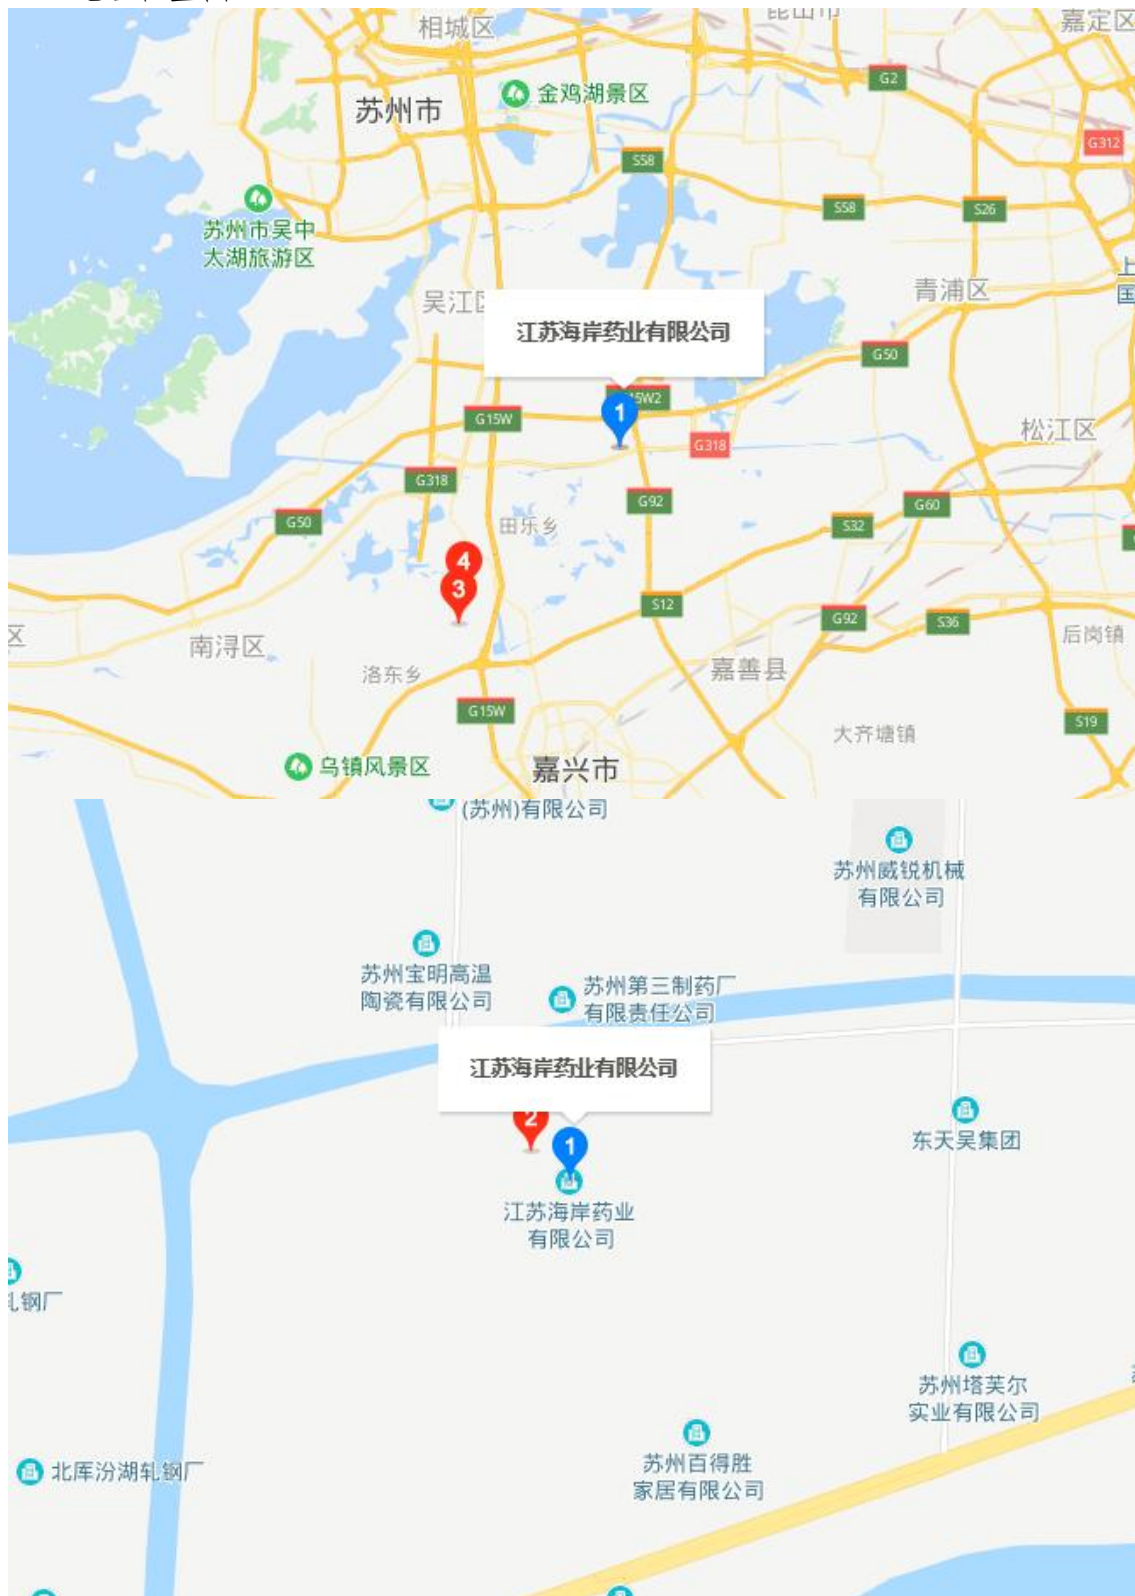 相城区
昆山市
嘉定区
苏州市
金鸡湖景区
G2
G312
S58
苏州市吴中
太湖旅游区
S58
S26
吴江区
青浦区
上
国
江苏海岸药业有限公司
G50
G15W
1
5W2
G318
松江区
G318
G50
G92
G60
S32
田乐乡
4
3
S12
G92
S36
后岗镇
区
南浔区
洛东乡
嘉善县
G15W
S19
大齐塘镇
乌镇风景区
嘉兴市
(苏州)有限公司
苏州威锐机械
有限公司
苏州宝明高温
陶瓷有限公司
苏州第三制药厂
有限责任公司
江苏海岸药业有限公司
2
1
东天吴集团
江苏海岸药业
有限公司
轧钢厂
苏州塔芙尔
实业有限公司
北厍汾湖轧钢厂
苏州百得胜
家居有限公司